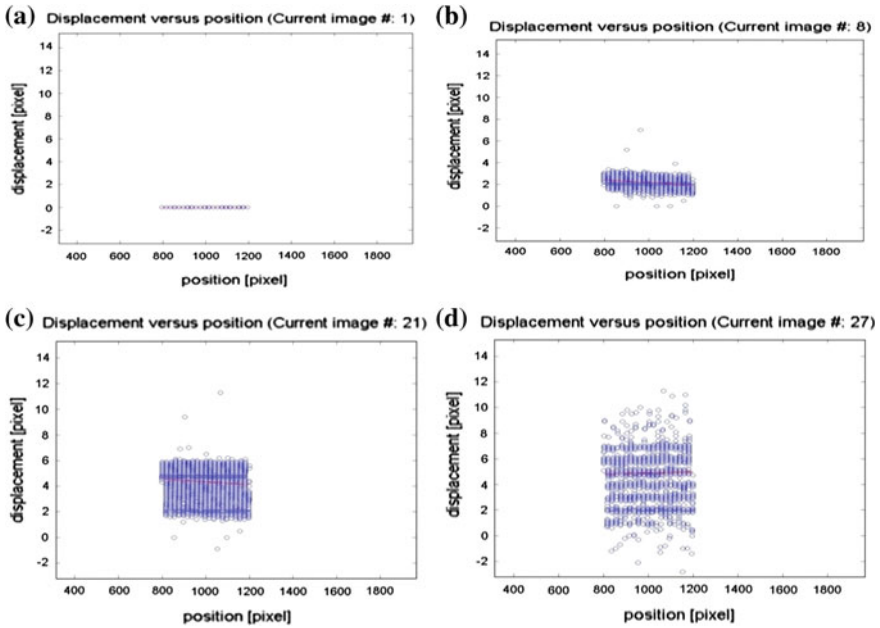 (a)
Displacement versus position (Current image #: 1)
displacement [pixel]
14
12
10
8
6
4
2
0
-2
400 600 800 1000 1200 1400 1600 1800
position [pixel]
(b)
Displacement versus position (Current image #: 8)
displacement [pixel]
14
12
10
8
6
4
2
0
-2
400 600 800 1000 1200 1400 1600 1800
position [pixel]
(c)
Displacement versus position (Current image #: 21)
displacement [pixel]
14
12
10
8
6
4
2
0
-2
400 600 800 1000 1200 1400 1600 1800
position [pixel]
(d)
Displacement versus position (Current image #: 27)
displacement [pixel]
14
12
10
8
6
4
2
0
-2
400 600 800 1000 1200 1400 1600 1800
position [pixel]